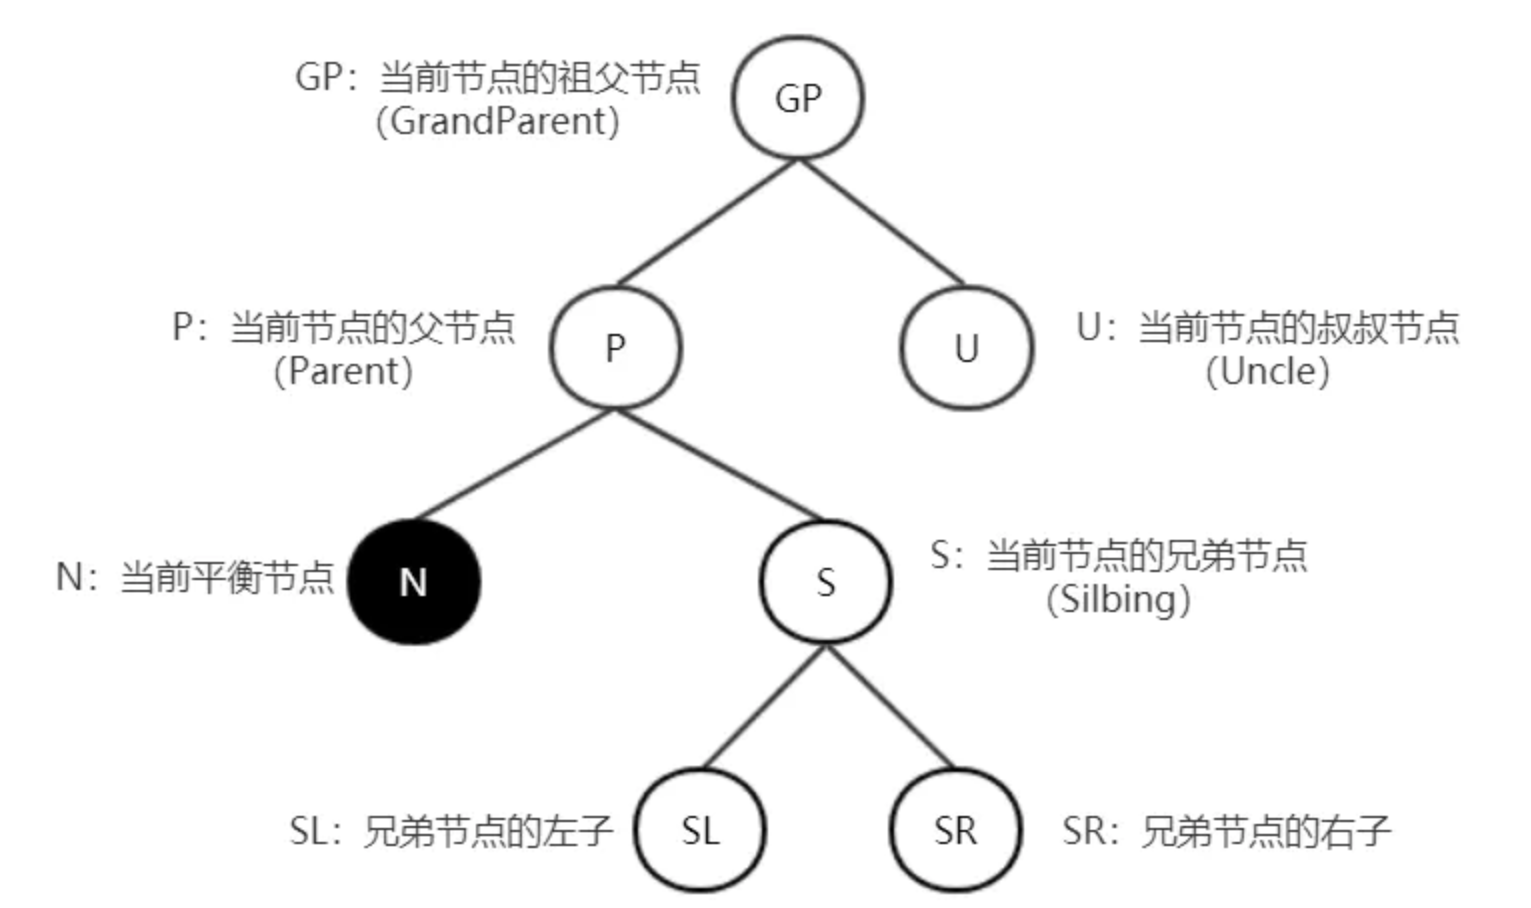 GP：当前节点的祖父节点
（GrandParent）
GP
P：当前节点的父节点
（Parent）
P
U
U：当前节点的叔叔节点
（Uncle）
N：当前平衡节点
N
S
S：当前节点的兄弟节点
（Silbing）
SL：兄弟节点的左子
SL
SR
SR：兄弟节点的右子